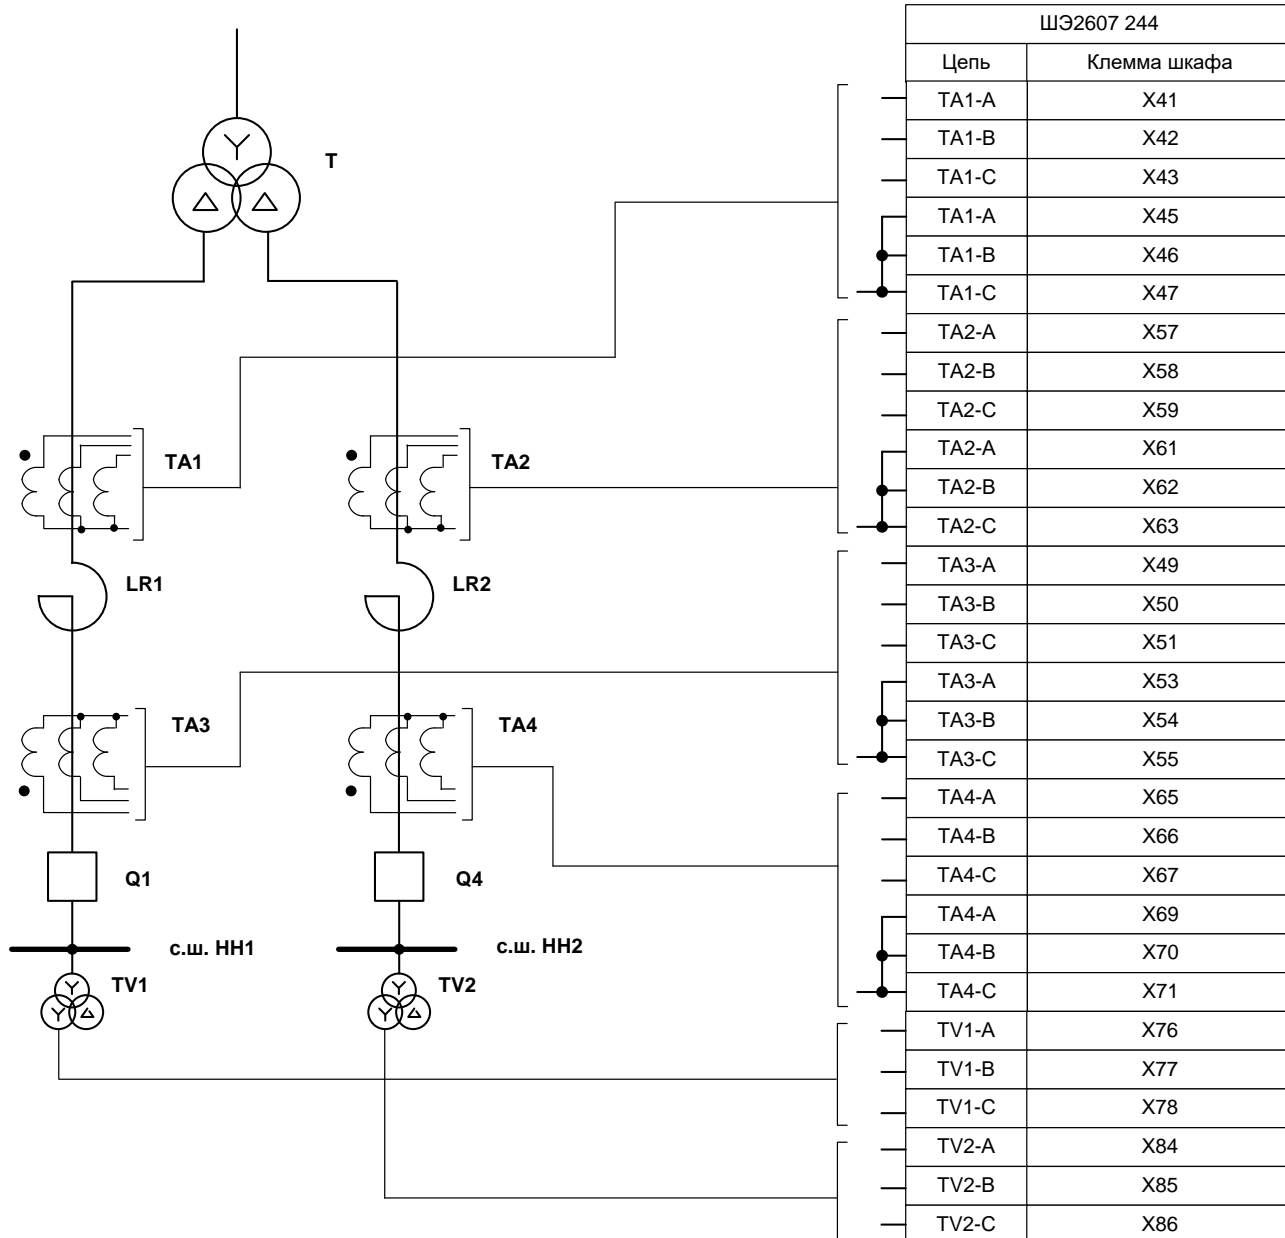 ШЭ2607 244
Цепь Клемма шкафа
TA1-A X41
TA1-B X42
TA1-C X43
TA1-A X45
TA1-B X46
TA1-C X47
TA2-A X57
TA2-B X58
TA2-C X59
TA2-A X61
TA2-B X62
TA2-C X63
TA3-A X49
TA3-B X50
TA3-C X51
TA3-A X53
TA3-B X54
TA3-C X55
TA4-A X65
TA4-B X66
TA4-C X67
TA4-A X69
TA4-B X70
TA4-C X71
TV1-A X76
TV1-B X77
TV1-C X78
TV2-A X84
TV2-B X85
TV2-C X86
T
TA1 TA2
LR1 LR2
TA3 TA4
Q1 Q4
с.ш. НН1 с.ш. НН2
TV1 TV2